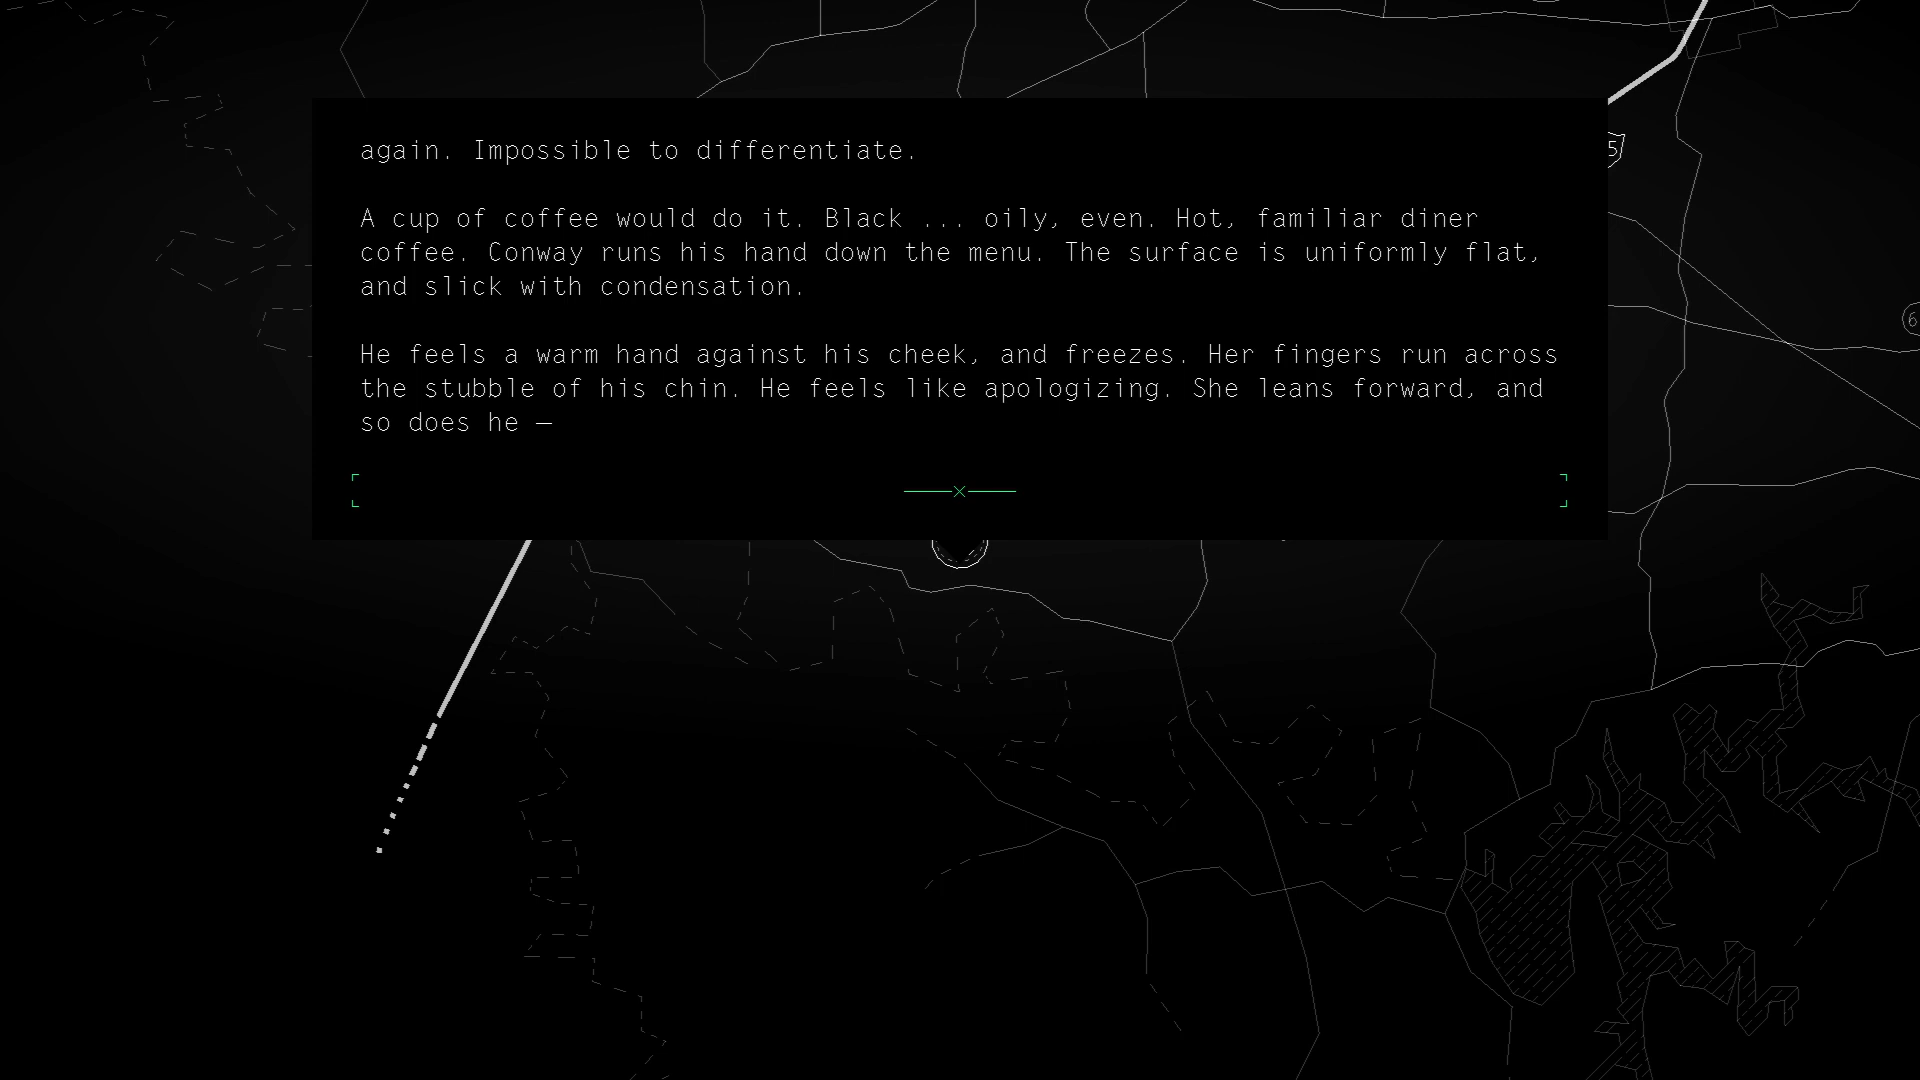 again. Impossible to differentiate.
A cup of coffee would do it. Black ... oily, even. Hot, familiar diner
coffee. Conway runs his hand down the menu. The surface is uniformly flat,
and slick with condensation.
He feels a warm hand against his cheek, and freezes. Her fingers run across
the stubble of his chin. He feels like apologizing. She leans forward, and
so does he —
5
6